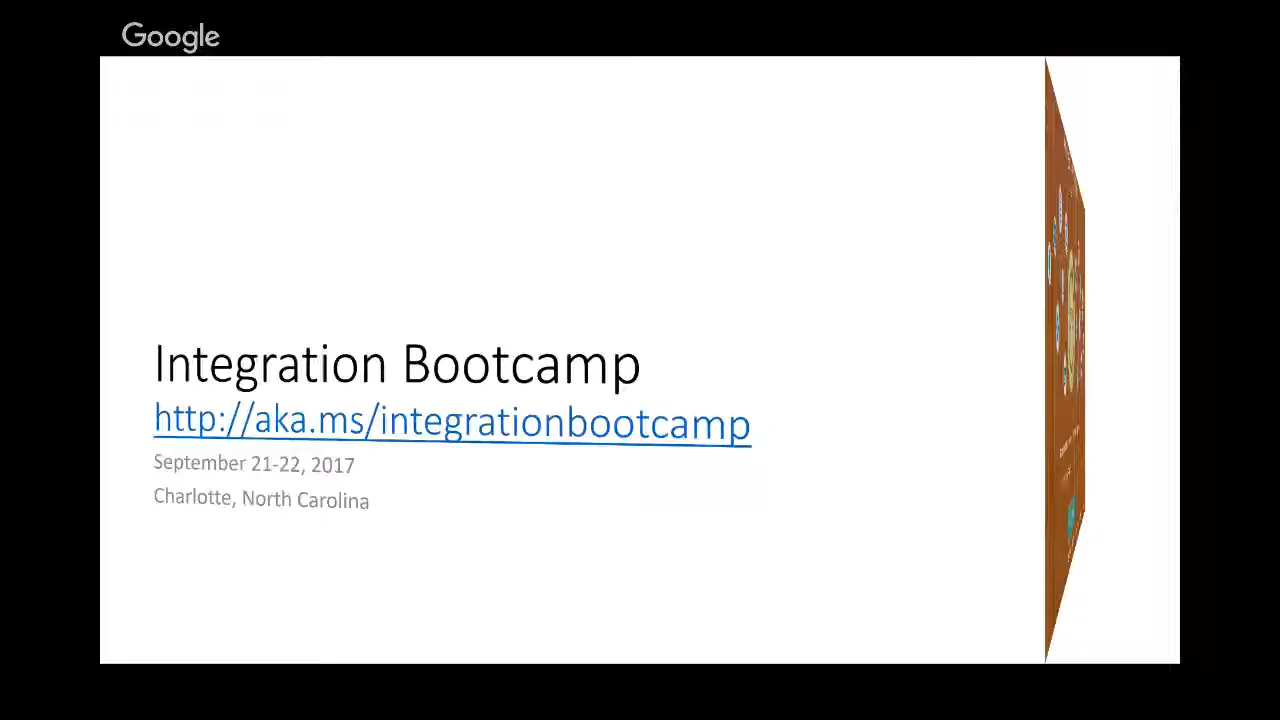 Google
Integration Bootcamp
http://aka.ms/integrationbootcamp
September 21-22, 2017
Charlotte, North Carolina